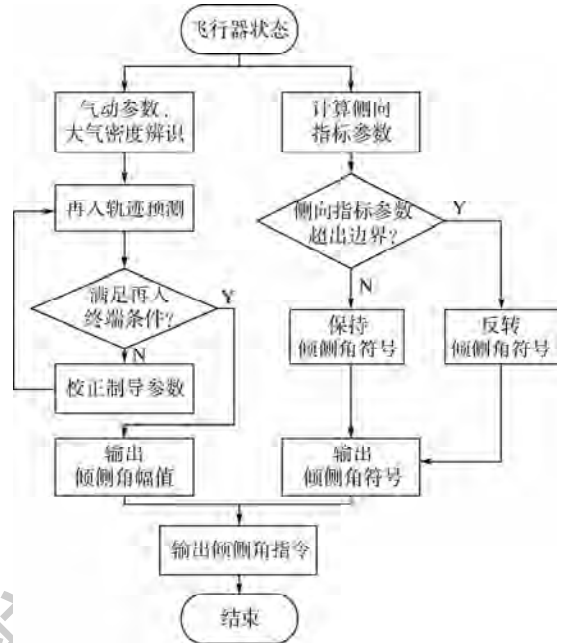 飞行器状态
气动参数、
大气密度辨识
计算侧向
指标参数
再入轨迹预测
侧向指标参数
超出边界?
Y
满足再入
终端条件?
Y
N
N
保持
倾侧角符号
反转
倾侧角符号
校正制导参数
输出
倾侧角幅值
输出
倾侧角符号
输出倾侧角指令
结束